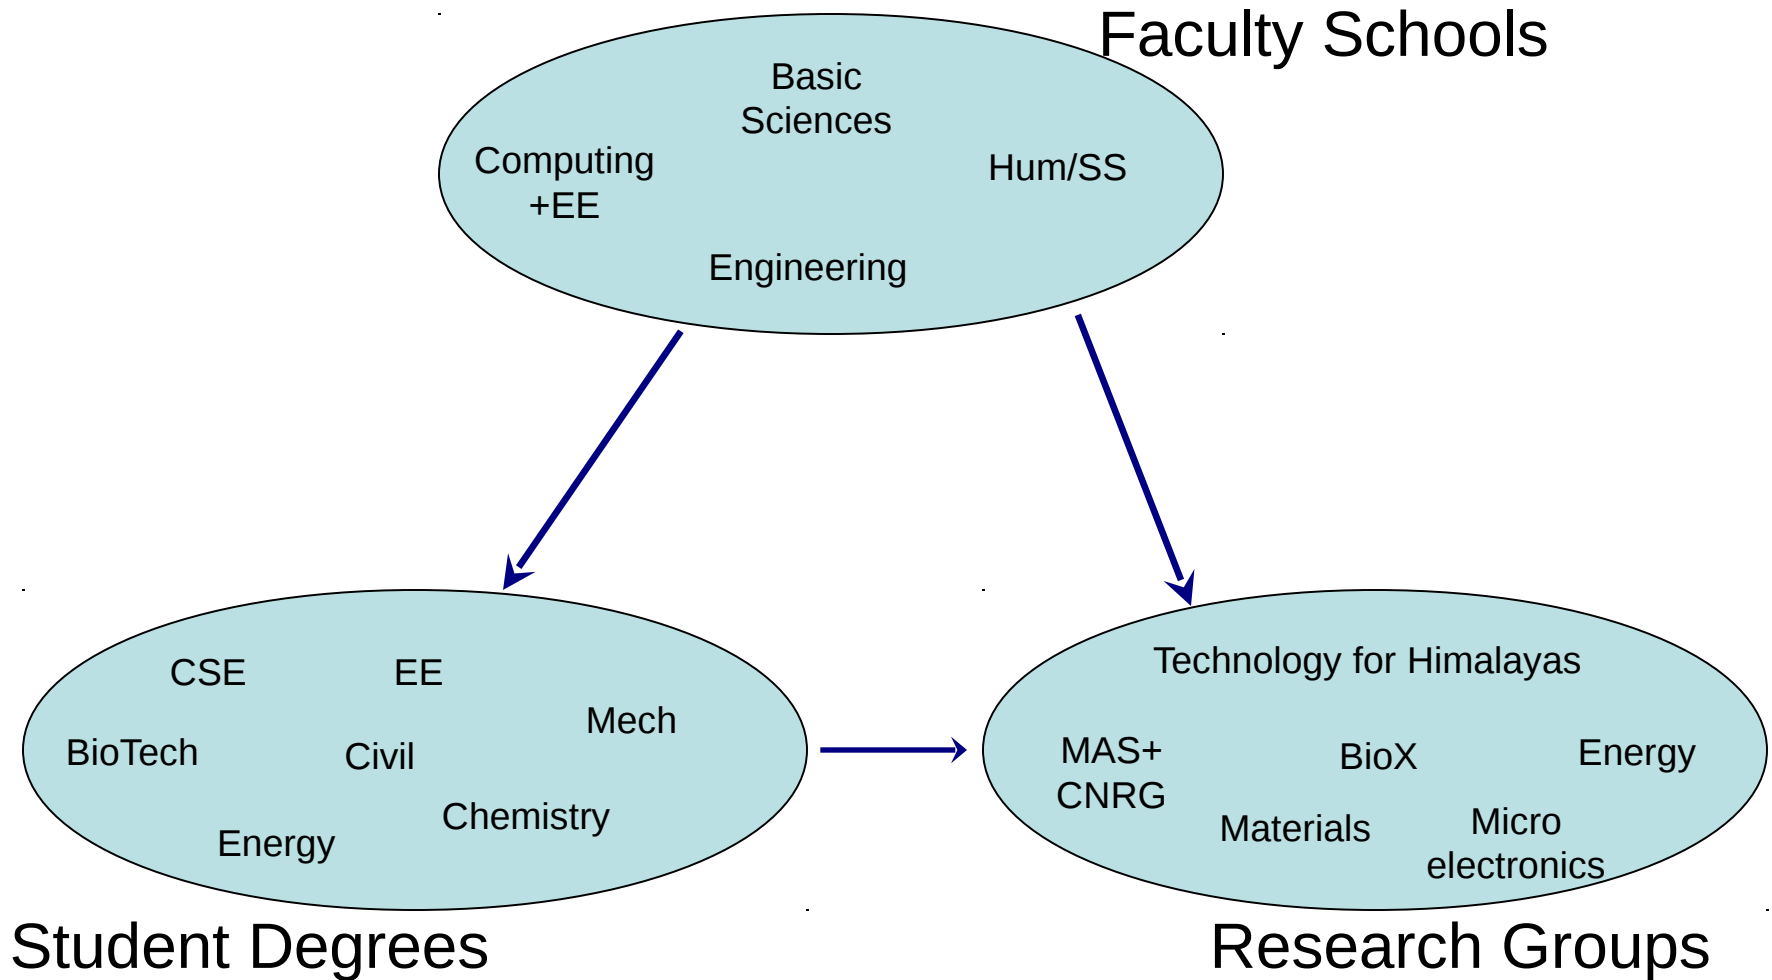 Faculty Schools
Basic
Sciences
Computing
+EE
Hum/SS
Engineering
CSE
EE
Mech
BioTech
Civil
Chemistry
Energy
Student Degrees
Technology for Himalayas
MAS+
CNRG
BioX
Energy
Materials
Micro
electronics
Research Groups